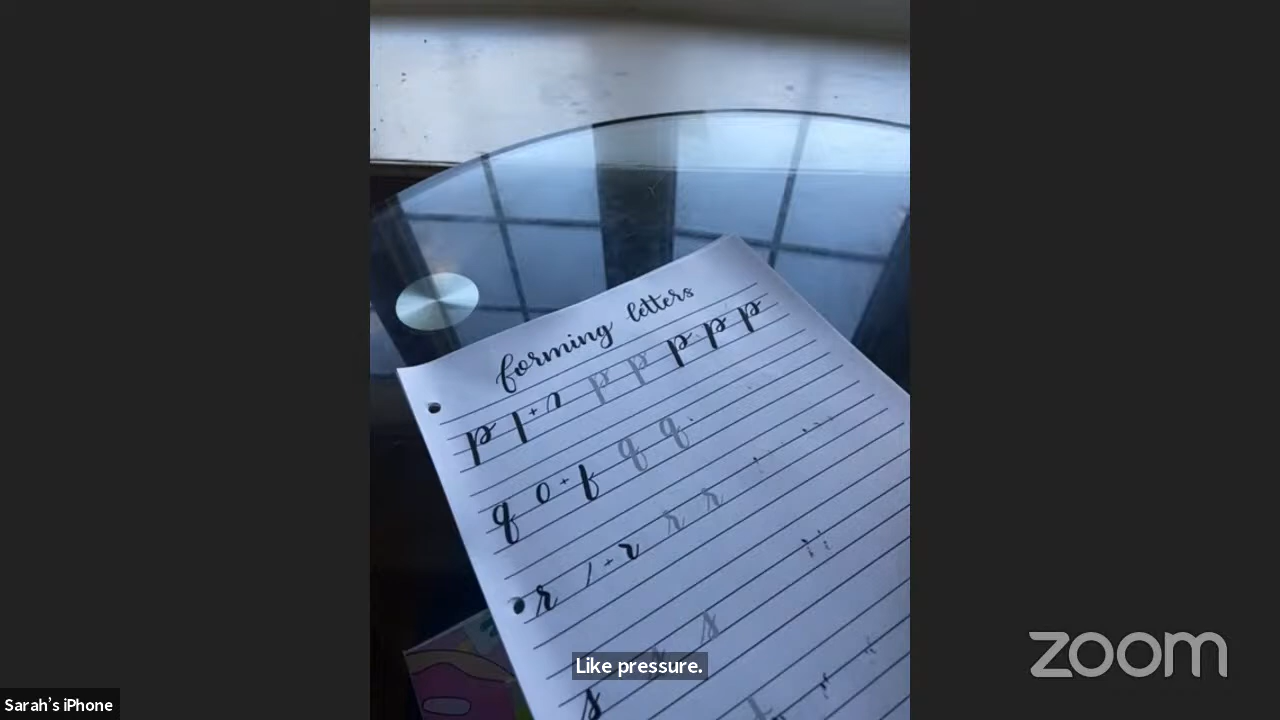 forming letters
p l + n p p p p p
q o + f q q
r / + r r r
s s
Like pressure.
zoom
Sarah's iPhone